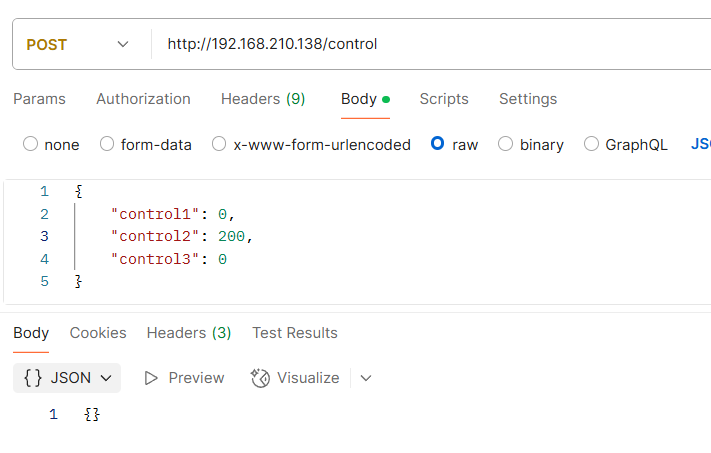 POST http://192.168.210.138/control
Params Authorization Headers (9) Body Scripts Settings
none form-data x-www-form-urlencoded raw binary GraphQL JS
1 {
2 "control1": 0,
3 "control2": 200,
4 "control3": 0
5 }
Body Cookies Headers (3) Test Results
{} JSON Preview Visualize
1 {}